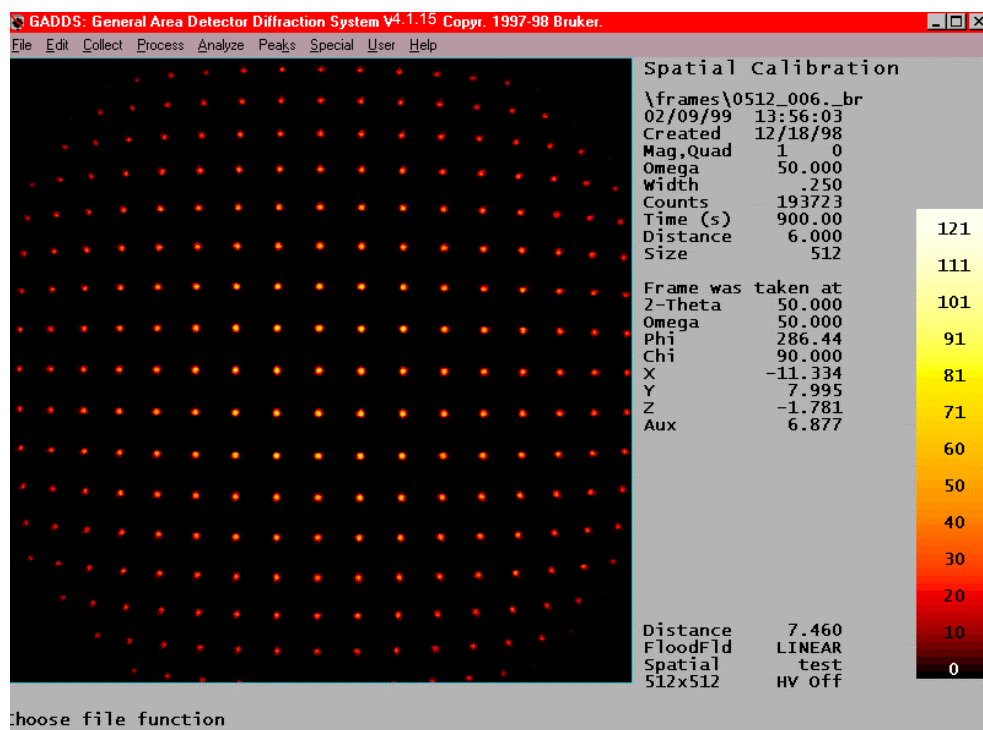 GADDS: General Area Detector Diffraction System V4.1.15 Copyr. 1997-98 Bruker.
File Edit Collect Process Analyze Peaks Special User Help
Spatial Calibration
\frames\0512_006._br
02/09/99 13:56:03
Created 12/18/98
Mag,Quad 1 0
Omega 50.000
Width .250
Counts 193723
Time (s) 900.00
Distance 6.000
Size 512
Frame was taken at
2-Theta 50.000
Omega 50.000
Phi 286.44
Chi 90.000
X -11.334
Y 7.995
Z -1.781
Aux 6.877
121
111
101
91
81
71
60
50
40
30
20
10
0
Distance 7.460
FloodFld LINEAR
Spatial test
512x512 HV Off
Choose file function